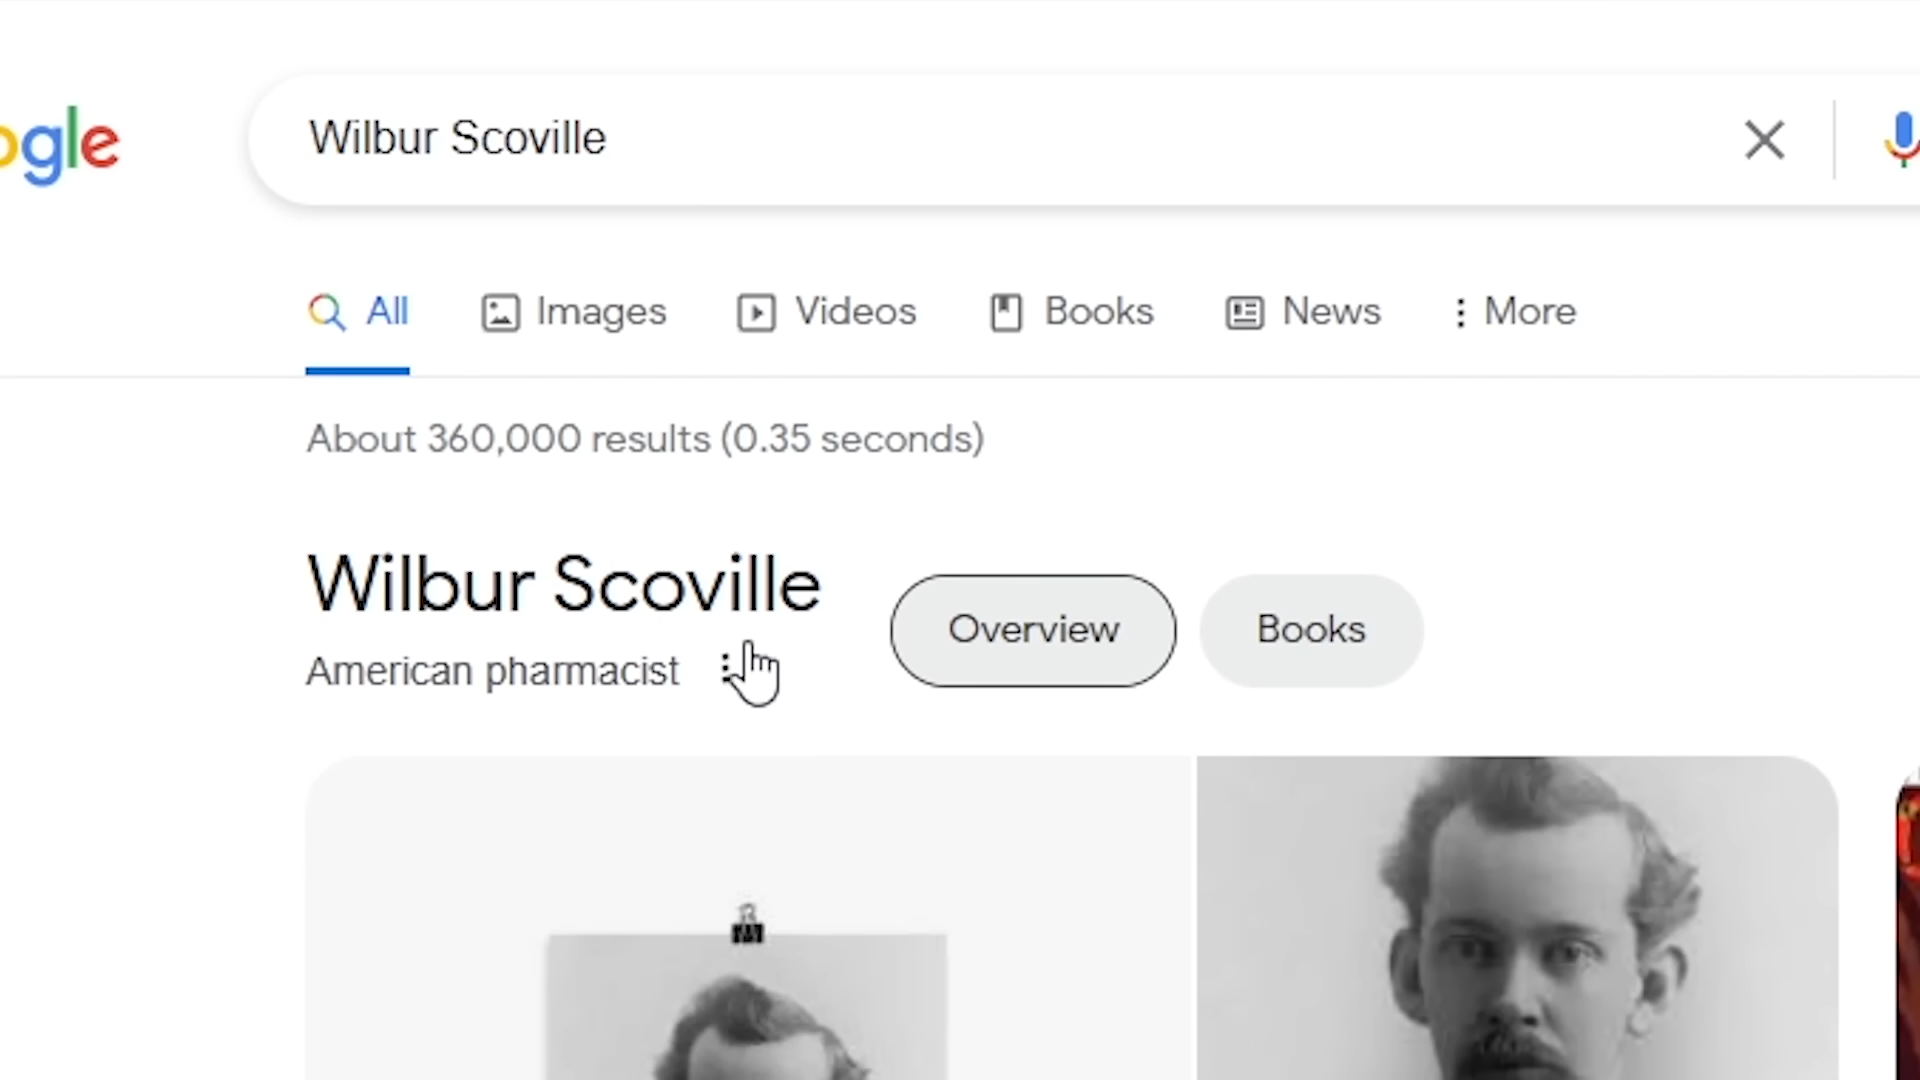 ogle
Wilbur Scoville
All Images Videos Books News More
About 360,000 results (0.35 seconds)
Wilbur Scoville
Overview Books
American pharmacist